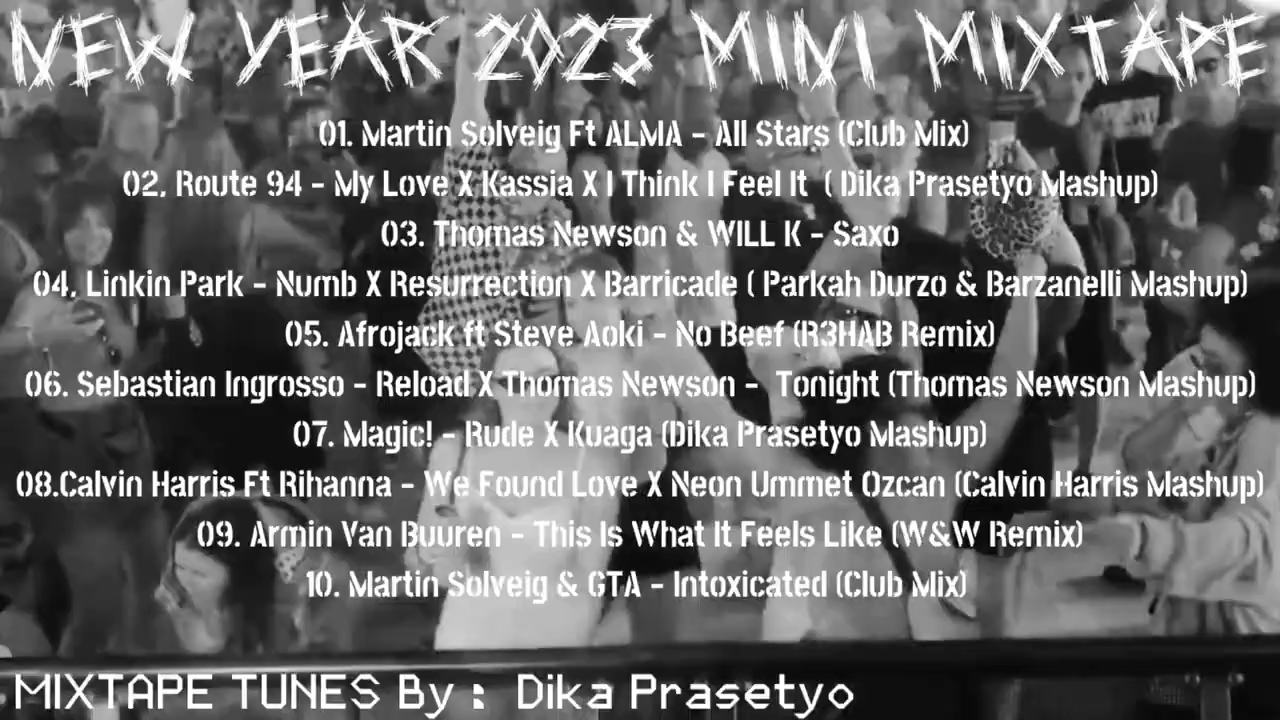 NEW YEAR 2023 MINI MIXTAPE
01. Martin Solveig Ft ALMA - All Stars (Club Mix)
02. Route 94 - My Love X Kassia X I Think I Feel It ( Dika Prasetyo Mashup)
03. Thomas Newson & WILL K - Saxo
04. Linkin Park - Numb X Resurrection X Barricade ( Parkah Durzo & Barzanelli Mashup)
05. Afrojack ft Steve Aoki - No Beef (R3HAB Remix)
06. Sebastian Ingrosso - Reload X Thomas Newson - Tonight (Thomas Newson Mashup)
07. Magic! - Rude X Kuaga (Dika Prasetyo Mashup)
08.Calvin Harris Ft Rihanna - We Found Love X Neon Ummet Ozcan (Calvin Harris Mashup)
09. Armin Van Buuren - This Is What It Feels Like (W&W Remix)
10. Martin Solveig & GTA - Intoxicated (Club Mix)
MIXTAPE TUNES By : Dika Prasetyo